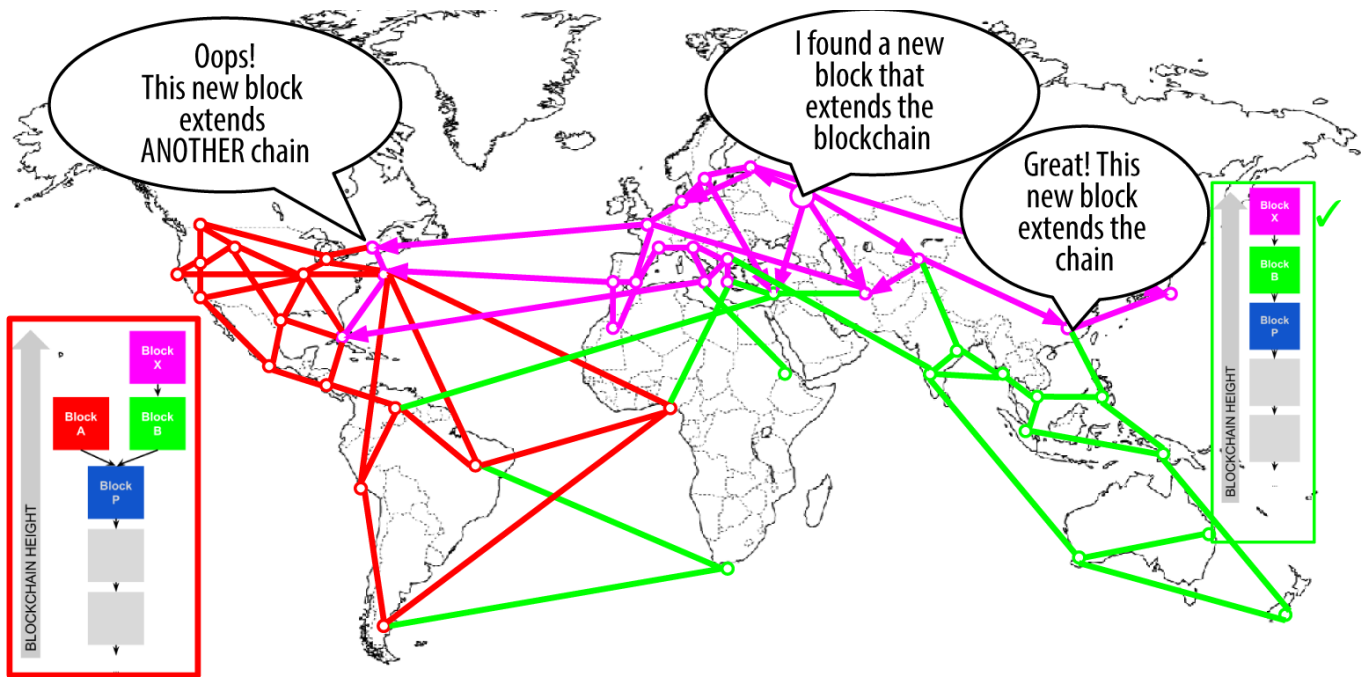 Oops!
This new block
extends
ANOTHER chain
I found a new
block that
extends the
blockchain
Great! This
new block
extends the
chain
BLOCKCHAIN HEIGHT
Block
X
Block
A
Block
B
Block
P
BLOCKCHAIN HEIGHT
Block
X
Block
B
Block
P